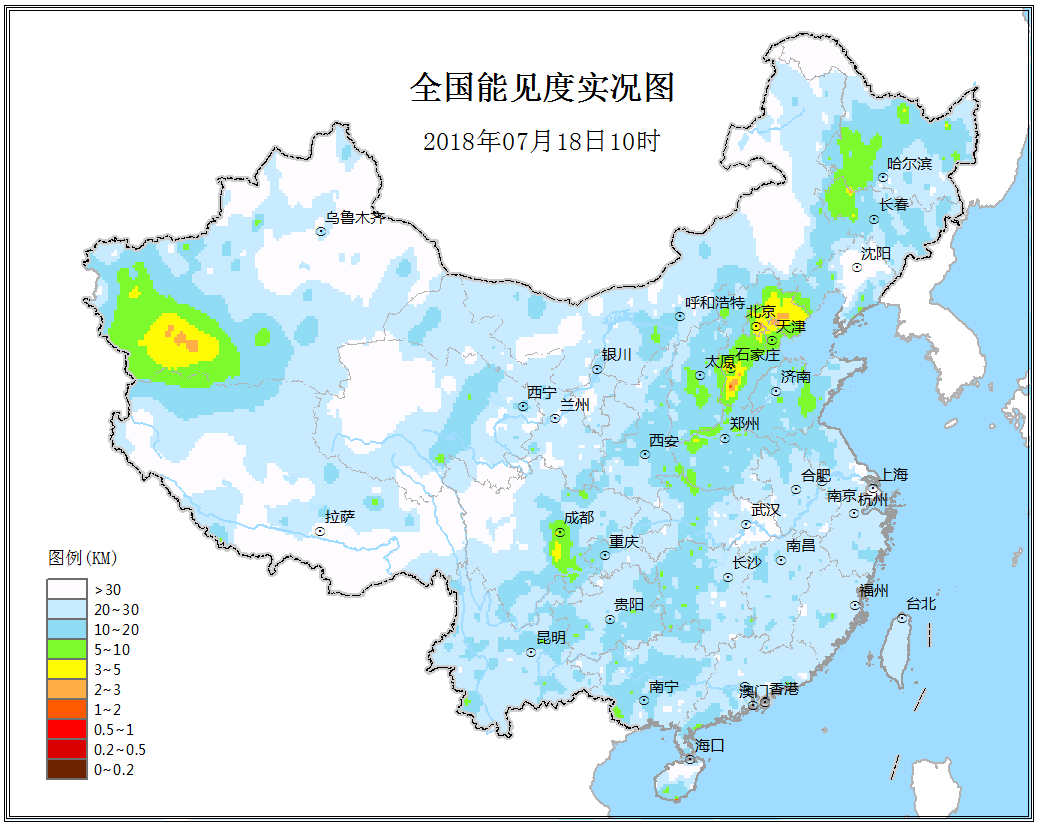 全国能见度实况图
2018年07月18日10时
哈尔滨
长春
乌鲁木齐
沈阳
呼和浩特
北京
天津
银川
太原
石家庄
济南
西宁
兰州
郑州
西安
合肥
上海
南京
杭州
拉萨
成都
武汉
重庆
南昌
长沙
福州
贵阳
台北
昆明
南宁
澳门
香港
海口
图例(KM)
>30
20~30
10~20
5~10
3~5
2~3
1~2
0.5~1
0.2~0.5
0~0.2